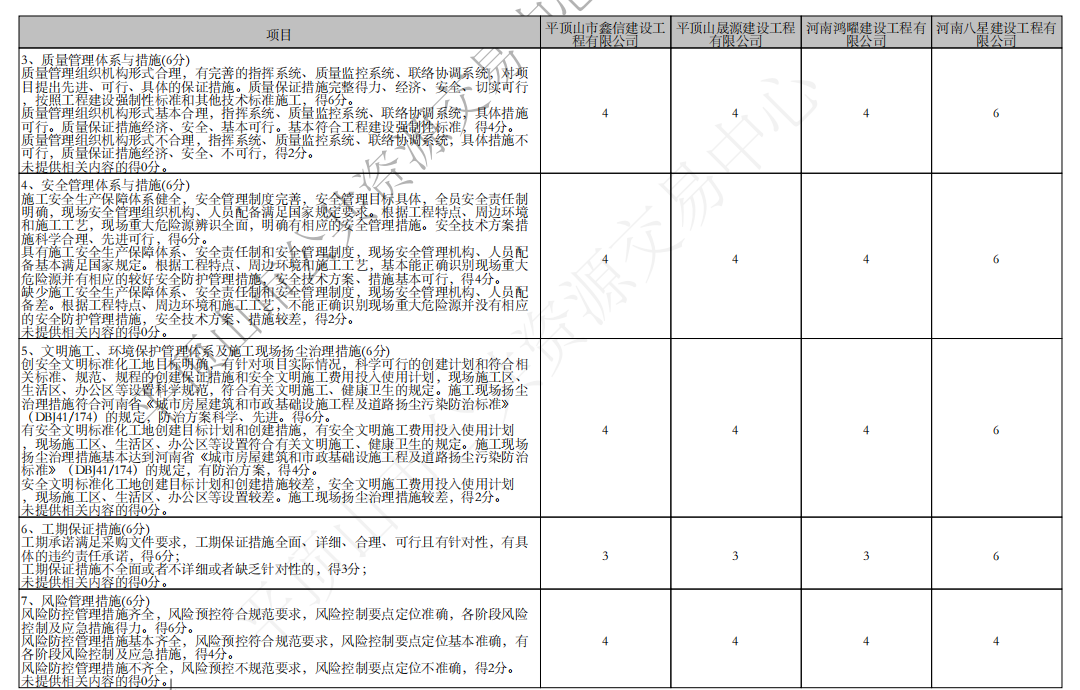 项目
平顶山市鑫信建设工
程有限公司
平顶山晟源建设工程
有限公司
河南鸿曜建设工程有
限公司
河南八星建设工程有
限公司
3、质量管理体系与措施(6分)
质量管理组织机构形式合理，有完善的指挥系统、质量监控系统、联络协调系统，对项
目提出先进、可行、具体的保证措施。质量保证措施完整得力、经济、安全、切实可行
，按照工程建设强制性标准和其他技术标准施工，得6分。
质量管理组织机构形式基本合理，指挥系统、质量监控系统、联络协调系统，具体措施
可行。质量保证措施经济、安全、基本可行。基本符合工程建设强制性标准，得4分。
质量管理组织机构形式不合理，指挥系统、质量监控系统、联络协调系统，具体措施不
可行，质量保证措施经济、安全、不可行，得2分。
未提供相关内容的得0分。
4
4
4
6
4、安全管理体系与措施(6分)
施工安全生产保障体系健全，安全管理制度完善，安全管理目标具体，全员安全责任制
明确，现场安全管理组织机构、人员配备满足国家规定要求。根据工程特点、周边环境
和施工工艺，现场重大危险源辨识全面，明确有相应的安全管理措施。安全技术方案措
施科学合理、先进可行，得6分。
具有施工安全生产保障体系、安全责任制和安全管理制度，现场安全管理机构、人员配
备基本满足国家规定。根据工程特点、周边环境和施工工艺，基本能正确识别现场重大
危险源并有相应的较好安全防护管理措施，安全技术方案、措施基本可行，得4分。
缺少施工安全生产保障体系、安全责任制和安全管理制度，现场安全管理机构、人员配
备差。根据工程特点、周边环境和施工工艺，不能正确识别现场重大危险源并没有相应
的安全防护管理措施，安全技术方案、措施较差，得2分。
未提供相关内容的得0分。
4
4
4
6
5、文明施工、环境保护管理体系及施工现场扬尘治理措施(6分)
创安全文明标准化工地目标明确，有针对项目实际情况，科学可行的创建计划和符合相
关标准、规范、规程的创建保证措施和安全文明施工费用投入使用计划，现场施工区、
生活区、办公区等设置科学规范，符合有关文明施工、健康卫生的规定。施工现场扬尘
治理措施符合河南省《城市房屋建筑和市政基础设施工程及道路扬尘污染防治标准》
（DBJ41/174）的规定，防治方案科学、先进。得6分。
有安全文明标准化工地创建目标计划和创建措施，有安全文明施工费用投入使用计划
，现场施工区、生活区、办公区等设置符合有关文明施工、健康卫生的规定。施工现场
扬尘治理措施基本达到河南省《城市房屋建筑和市政基础设施工程及道路扬尘污染防治
标准》（DBJ41/174）的规定，有防治方案，得4分。
安全文明标准化工地创建目标计划和创建措施较差，安全文明施工费用投入使用计划
，现场施工区、生活区、办公区等设置较差。施工现场扬尘治理措施较差，得2分。
未提供相关内容的得0分。
4
4
4
6
6、工期保证措施(6分)
工期承诺满足采购文件要求，工期保证措施全面、详细、合理、可行且有针对性，有具
体的违约责任承诺，得6分；
工期保证措施不全面或者不详细或者缺乏针对性的，得3分；
未提供相关内容的得0分。
3
3
3
6
7、风险管理措施(6分)
风险防控管理措施齐全，风险预控符合规范要求，风险控制要点定位准确，各阶段风险
控制及应急措施得力。得6分。
风险防控管理措施基本齐全，风险预控符合规范要求，风险控制要点定位基本准确，有
各阶段风险控制及应急措施，得4分。
风险防控管理措施不齐全，风险预控不规范要求，风险控制要点定位不准确，得2分。
未提供相关内容的得0分。
4
4
4
4